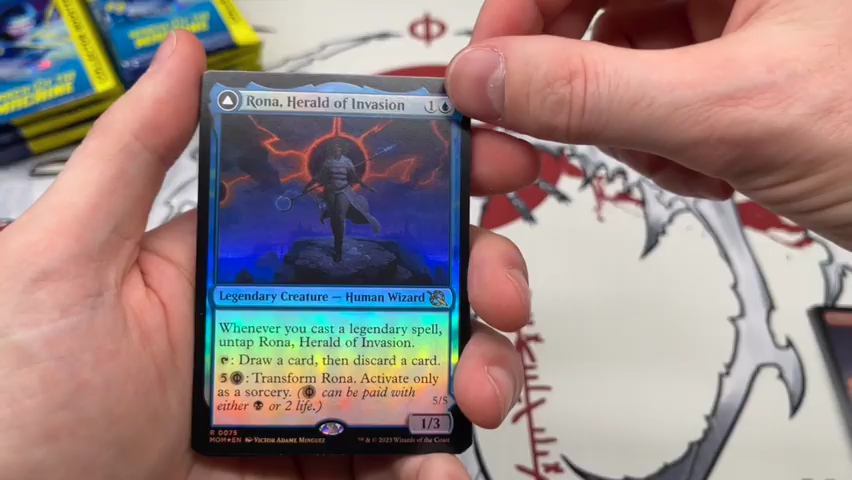 Rona, Herald of Invasion 1
Legendary Creature — Human Wizard
Whenever you cast a legendary spell,
untap Rona, Herald of Invasion.
: Draw a card, then discard a card.
5 : Transform Rona. Activate only
as a sorcery. ( can be paid with
either or 2 life.)
5/5
1/3
R 0075
MOM★EN Victor Adame Minguez
™ & © 2023 Wizards of the Coast